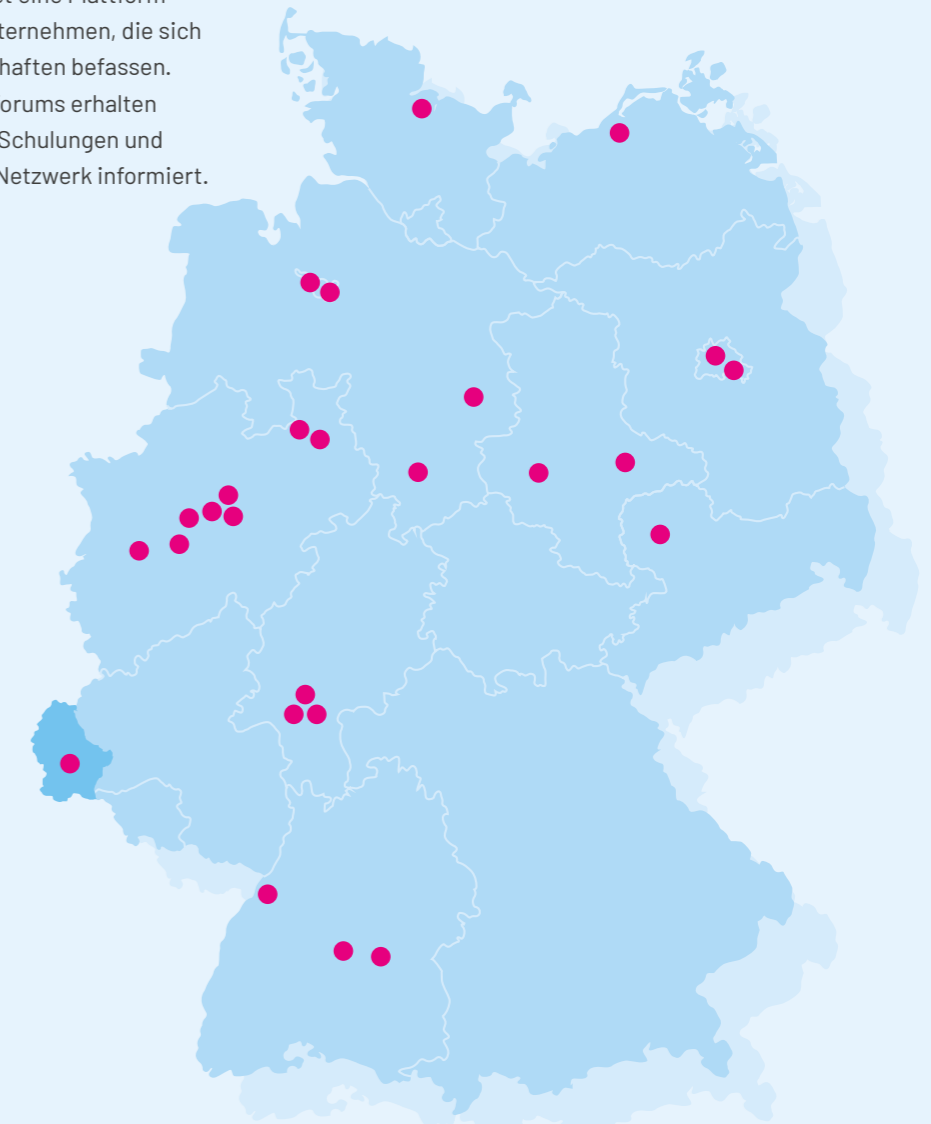 ternehmen, die sich
haften befassen.
orums erhalten
Schulungen und
Netzwerk informiert.